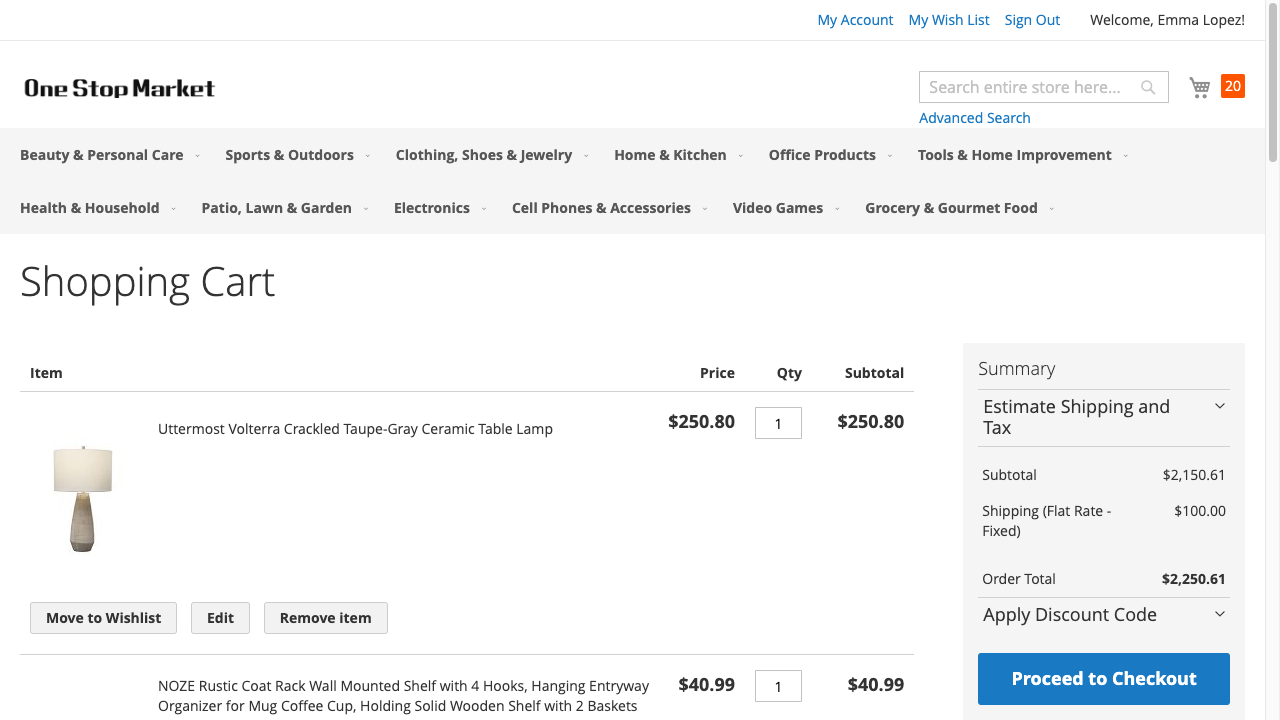 My Account My Wish List Sign Out Welcome, Emma Lopez!
One Stop Market
Search entire store here...
20
Advanced Search
Beauty & Personal Care Sports & Outdoors Clothing, Shoes & Jewelry Home & Kitchen Office Products Tools & Home Improvement
Health & Household Patio, Lawn & Garden Electronics Cell Phones & Accessories Video Games Grocery & Gourmet Food
Shopping Cart
Item Price Qty Subtotal
Uttermost Volterra Crackled Taupe-Gray Ceramic Table Lamp $250.80 1 $250.80
Move to Wishlist Edit Remove item
NOZE Rustic Coat Rack Wall Mounted Shelf with 4 Hooks, Hanging Entryway $40.99 1 $40.99
Organizer for Mug Coffee Cup, Holding Solid Wooden Shelf with 2 Baskets
Summary
Estimate Shipping and
Tax
Subtotal $2,150.61
Shipping (Flat Rate - $100.00
Fixed)
Order Total $2,250.61
Apply Discount Code
Proceed to Checkout